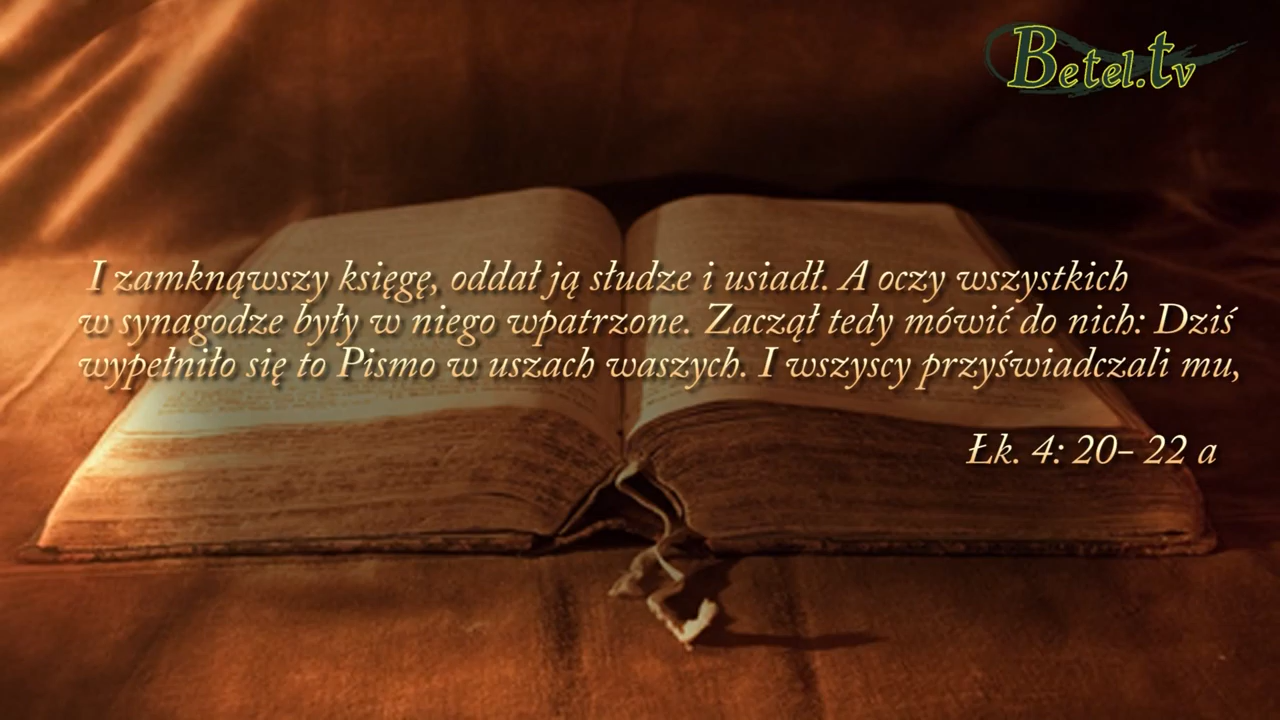 Betel.tv
I zamknąwszy księgę, oddał ją słudze i usiadł. A oczy wszystkich
w synagodze były w niego wpatrzone. Zaczął tedy mówić do nich: Dziś
wypełniło się to Pismo w uszach waszych. I wszyscy przyświadczali mu,
Łk. 4: 20- 22 a